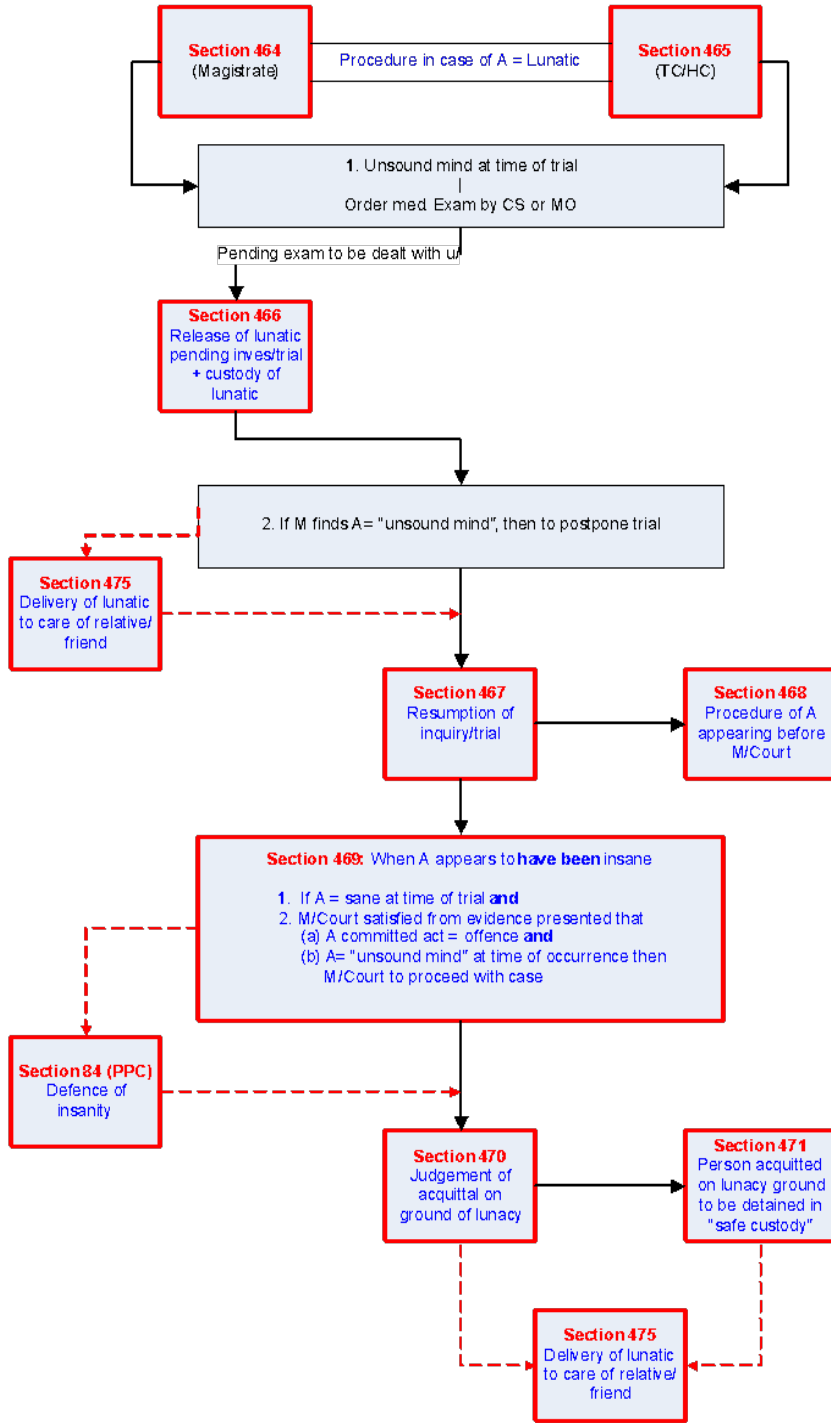 Section 464
(Magistrate)
Procedure in case of A = Lunatic
Section 465
(TC/HC)
1. Unsound mind at time of trial
Order med. Exam by CS or MO
Pending exam to be dealt with u/
Section 466
Release of lunatic
pending inves/trial
+ custody of
lunatic
2. If M finds A= "unsound mind", then to postpone trial
Section 475
Delivery of lunatic
to care of relative/
friend
Section 467
Resumption of
inquiry/trial
Section 468
Procedure of A
appearing before
M/Court
Section 469: When A appears to have been insane
1. If A = sane at time of trial and
2. M/Court satisfied from evidence presented that
(a) A committed act = offence and
(b) A= "unsound mind" at time of occurrence then
M/Court to proceed with case
Section 84 (PPC)
Defence of
insanity
Section 470
Judgement of
acquittal on
ground of lunacy
Section 471
Person acquitted
on lunacy ground
to be detained in
"safe custody"
Section 475
Delivery of lunatic
to care of relative/
friend